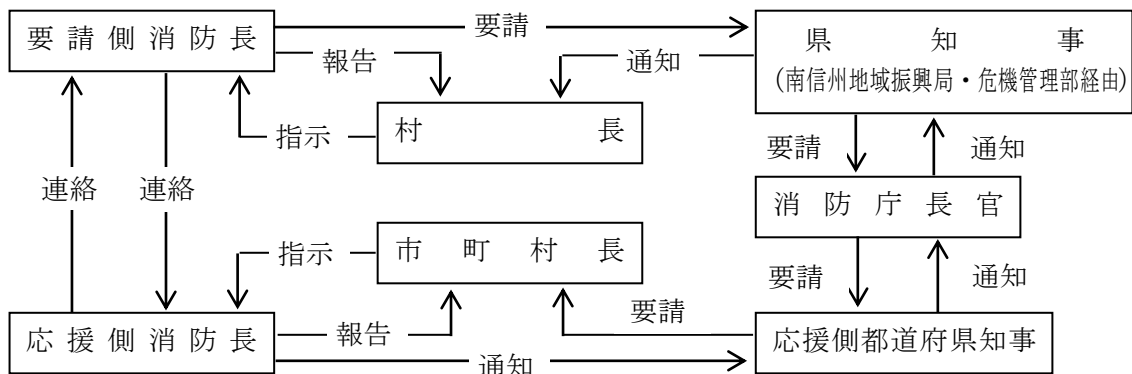 要請側消防長
要請
県知事
(南信州地域振興局・危機管理部経由)
報告
通知
村長
指示
要請
通知
連絡
連絡
消防庁長官
市町村長
指示
要請
通知
要請
応援側消防長
報告
応援側都道府県知事
通知